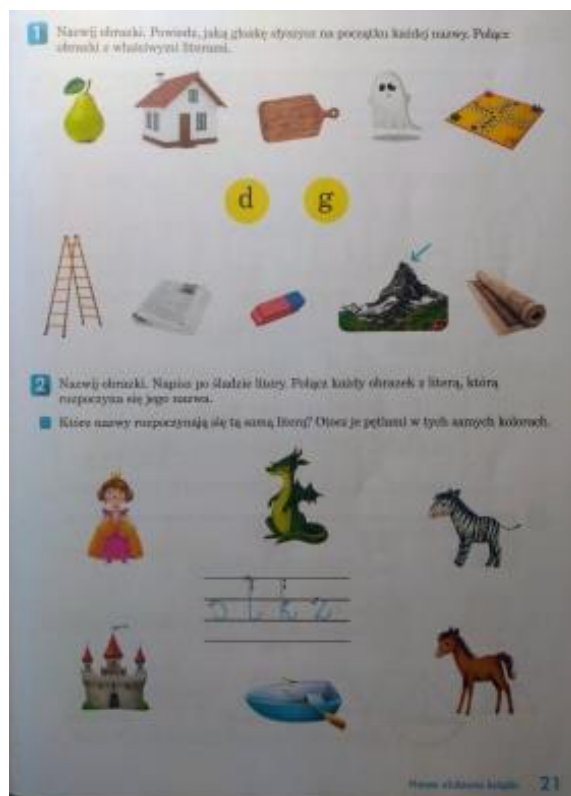 1 Nazwij obrazki. Powiedz, jaką głoskę słyszysz na początku każdej nazwy. Połącz
obrazki z właściwymi literami.
d g
2 Nazwij obrazki. Napisz po śladzie litery. Połącz każdy obrazek z literą, którą
rozpoczyna się jego nazwa.
Które nazwy rozpoczynają się tą samą literą? Otocz je pętlami w tych samych kolorach.
k z
21